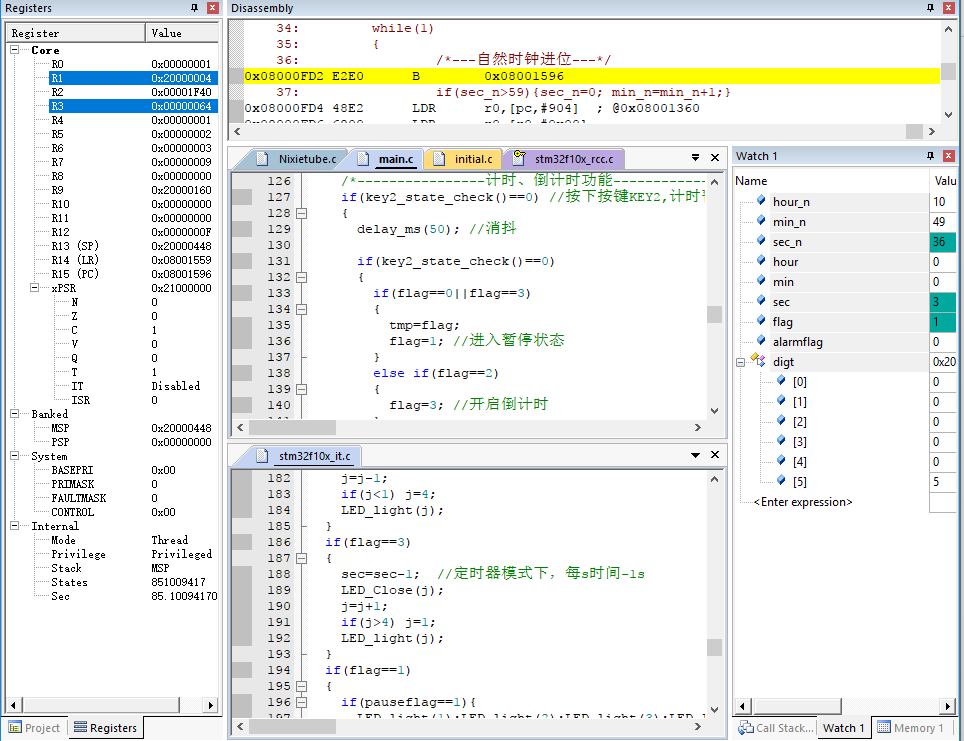 Registers
Register Value
Core
R0 0x00000001
R1 0x20000004
R2 0x00001F40
R3 0x00000064
R4 0x00000001
R5 0x00000002
R6 0x00000003
R7 0x00000009
R8 0x00000000
R9 0x20000160
R10 0x00000000
R11 0x00000000
R12 0x0000000F
R13 (SP) 0x20000448
R14 (LR) 0x08001559
R15 (PC) 0x08001596
xPSR 0x21000000
N 0
Z 0
C 1
V 0
Q 0
T 1
IT Disabled
ISR 0
Banked
MSP 0x20000448
PSP 0x00000000
System
BASEPRI 0x00
PRIMASK 0
FAULTMASK 0
CONTROL 0x00
Internal
Mode Thread
Privilege Privileged
Stack MSP
States 851009417
Sec 85.10094170
Project Registers
Disassembly
34: while(1)
35: {
36: /*---自然时钟进位---*/
0x08000FD2 E2E0 B 0x08001596
37: if(sec_n>59){sec_n=0; min_n=min_n+1;}
0x08000FD4 48E2 LDR r0,[pc,#904] ; @0x08001360
Nixietube.c main.c initial.c stm32f10x_rcc.c
126 /*----------------计时、倒计时功能------------
127 if(key2_state_check()==0) //按下按键KEY2,计时
128 {
129 delay_ms(50); //消抖
130
131 if(key2_state_check()==0)
132 {
133 if(flag==0||flag==3)
134 {
135 tmp=flag;
136 flag=1; //进入暂停状态
137 }
138 else if(flag==2)
139 {
140 flag=3; //开启倒计时
stm32f10x_it.c
182 j=j-1;
183 if(j<1) j=4;
184 LED_light(j);
185 }
186 if(flag==3)
187 {
188 sec=sec-1; //定时器模式下，每s时间-1s
189 LED_Close(j);
190 j=j+1;
191 if(j>4) j=1;
192 LED_light(j);
193 }
194 if(flag==1)
195 {
196 if(pauseflag==1){
197 LED_light(1);LED_light(2);LED_light(3);LED_
Watch 1
Name Valu
hour_n 10
min_n 49
sec_n 36
hour 0
min 0
sec 3
flag 1
alarmflag 0
digt 0x20
[0] 0
[1] 0
[2] 0
[3] 0
[4] 0
[5] 5
<Enter expression>
Call Stack... Watch 1 Memory 1